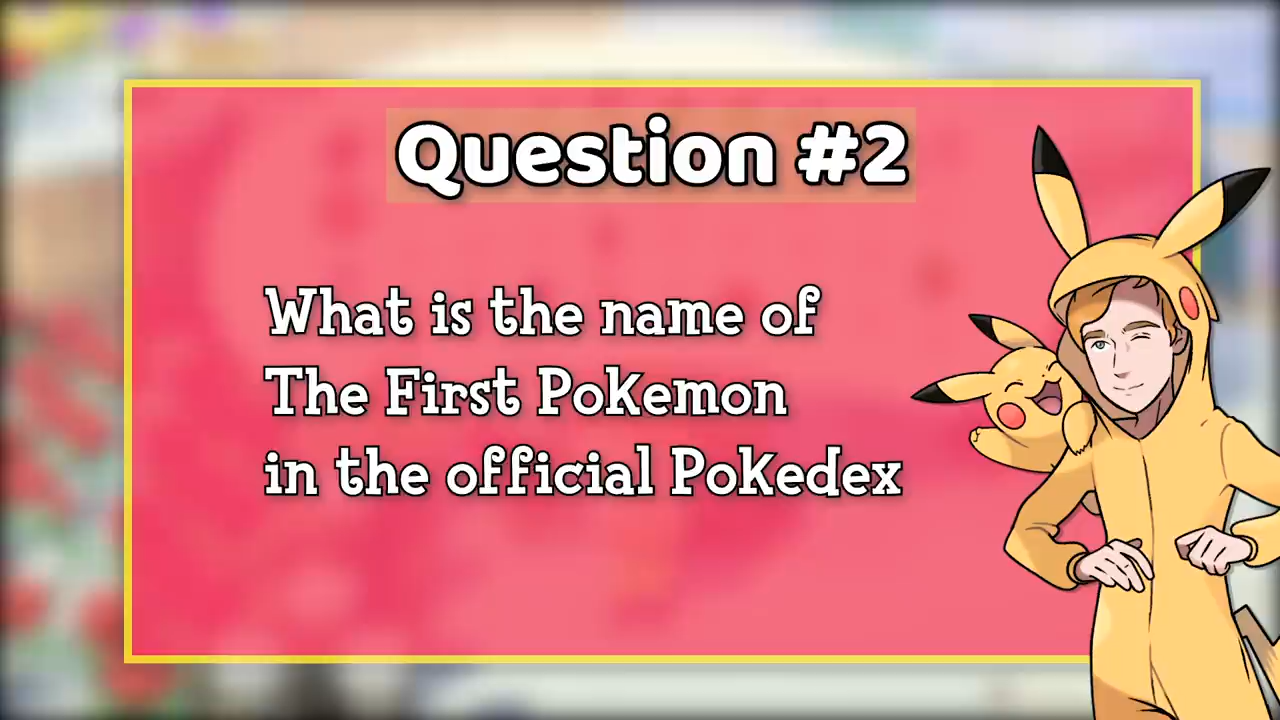 Question #2
What is the name of
The First Pokemon
in the official Pokedex